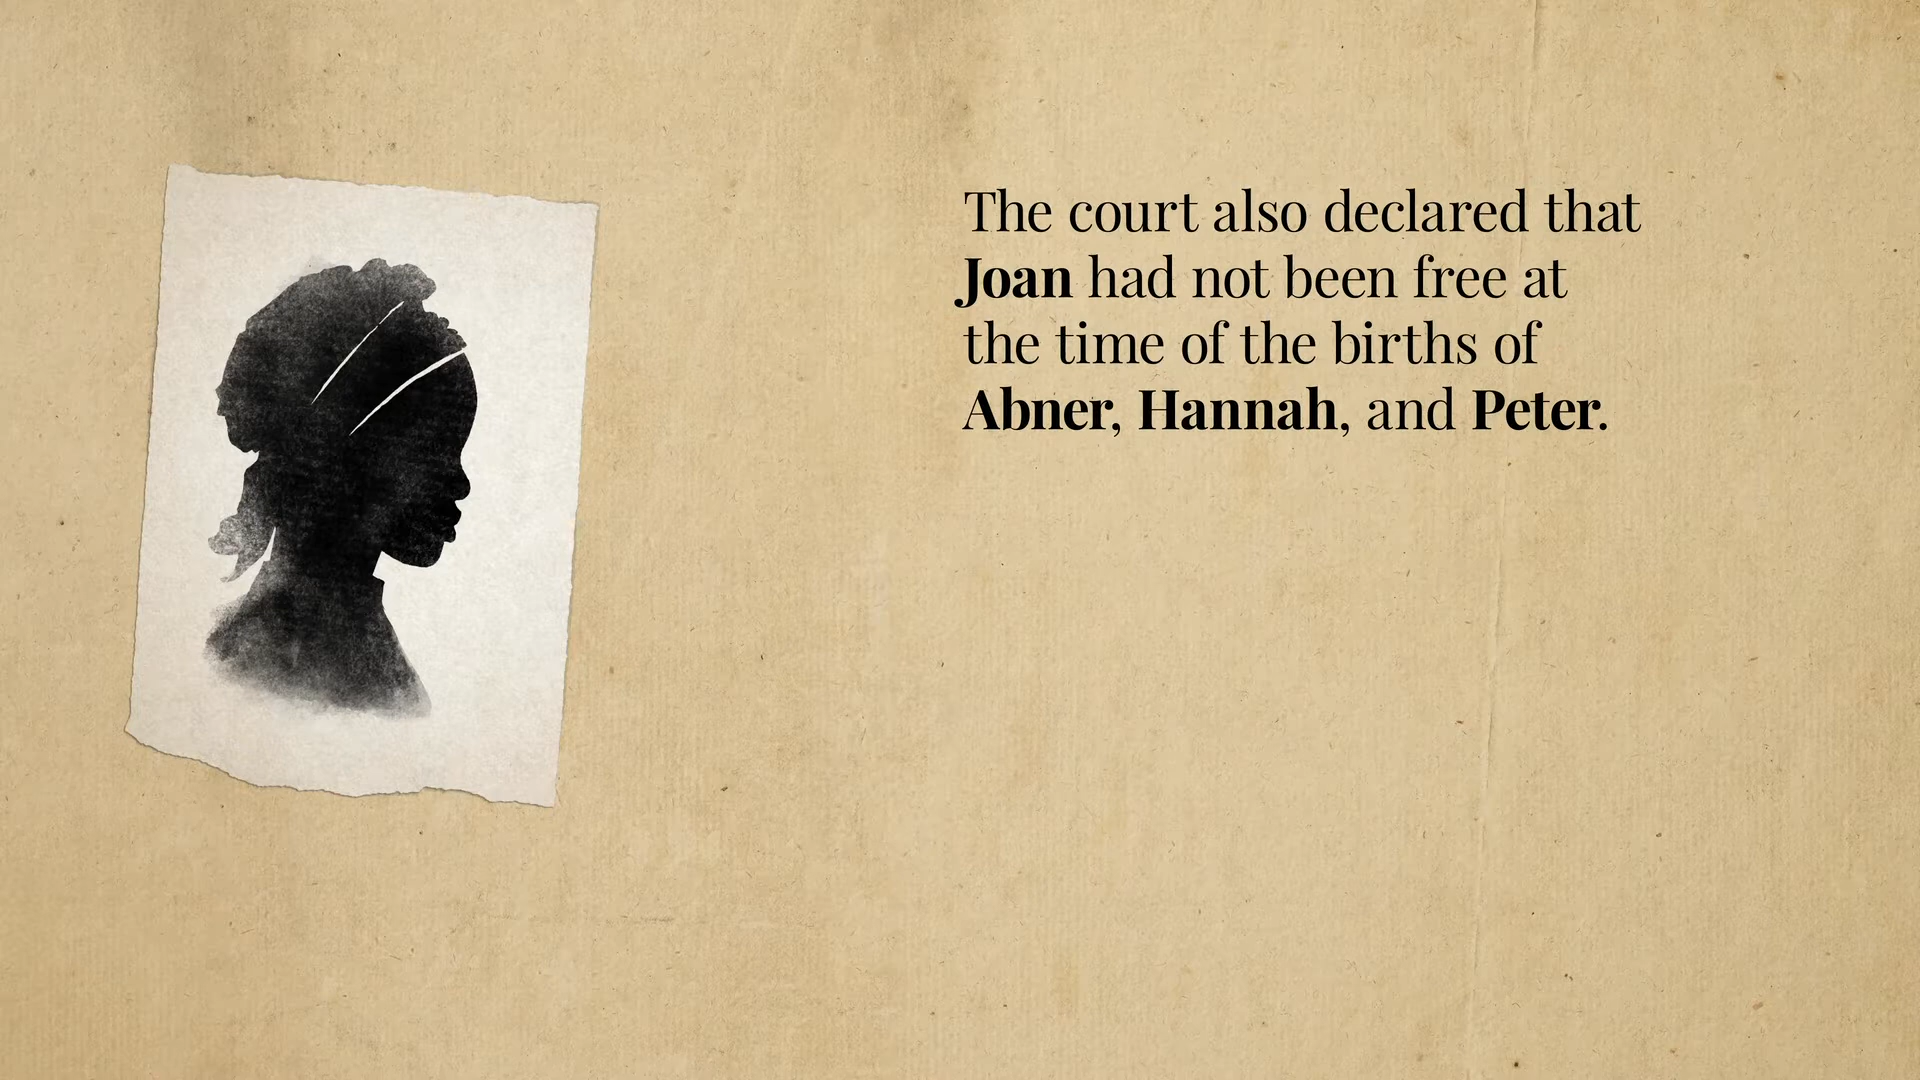 The court also declared that
Joan had not been free at
the time of the births of
Abner, Hannah, and Peter.